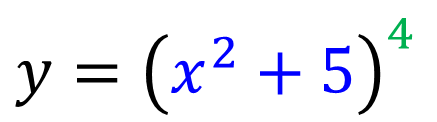 y = (x² + 5)⁴